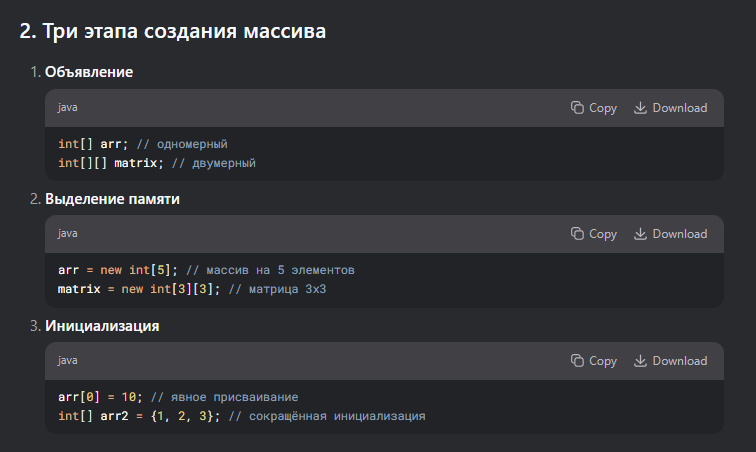 2. Три этапа создания массива
1. Объявление
java Copy Download
int[] arr; // одномерный
int[][] matrix; // двумерный
2. Выделение памяти
java Copy Download
arr = new int[5]; // массив на 5 элементов
matrix = new int[3][3]; // матрица 3x3
3. Инициализация
java Copy Download
arr[0] = 10; // явное присваивание
int[] arr2 = {1, 2, 3}; // сокращённая инициализация